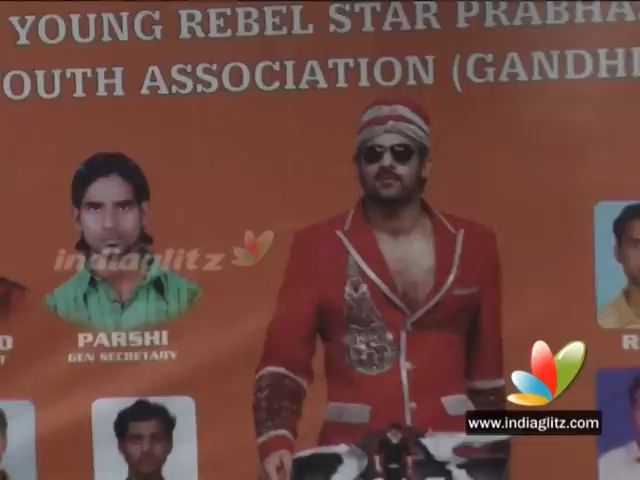 YOUNG REBEL STAR PRABHA
OUTH ASSOCIATION (GANDHI
indiaglitz
PARSHI
GEN SECRETARY
www.indiaglitz.com